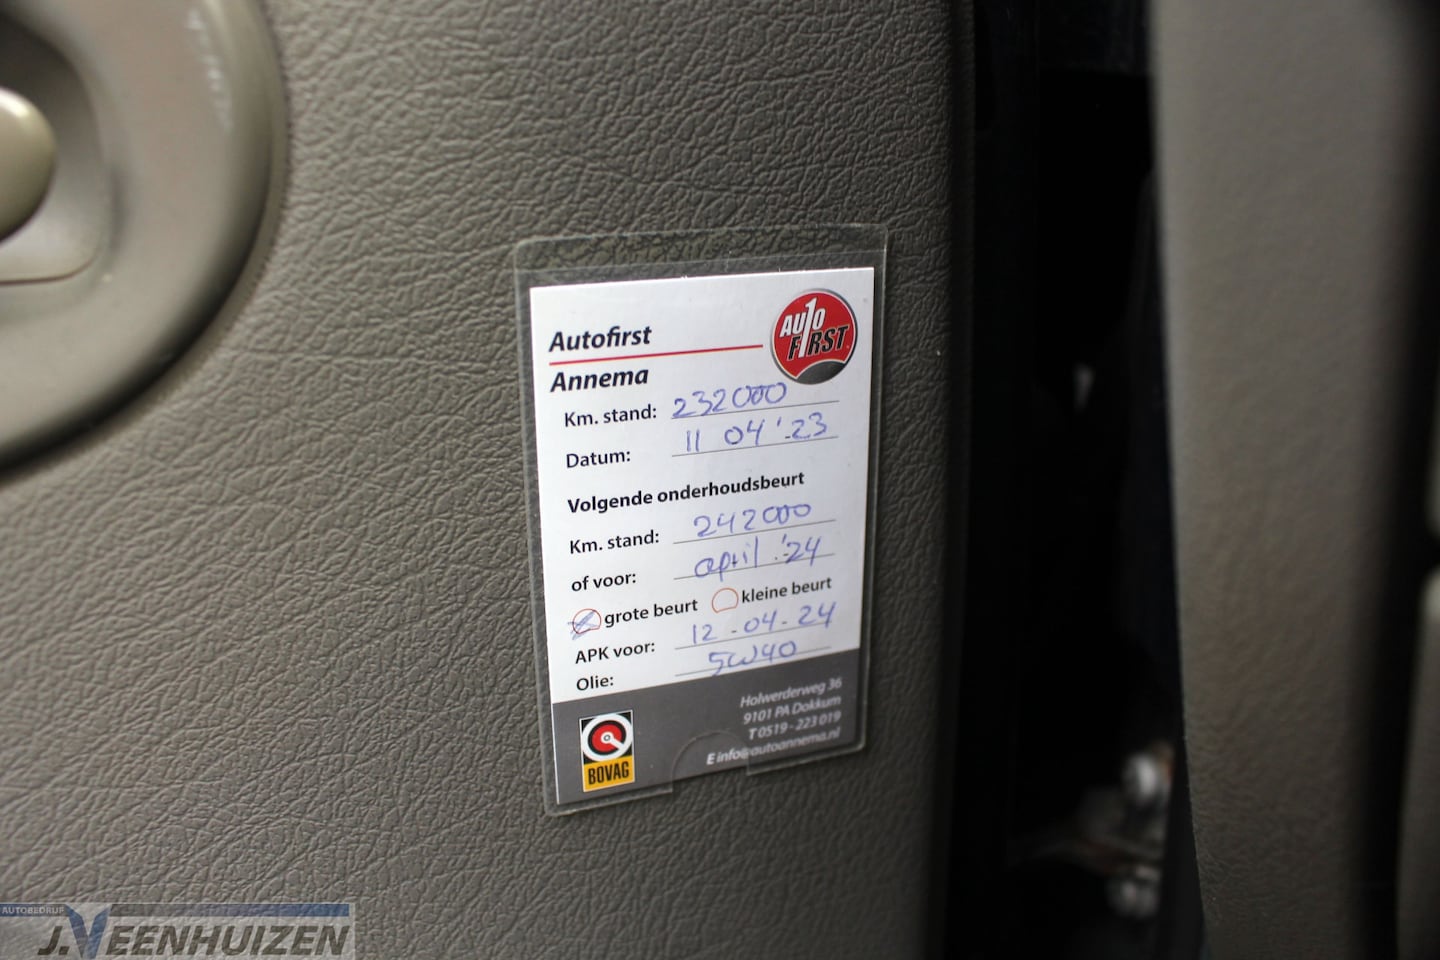 Autofirst
AUTO
F1RST
Annema
Km. stand: 232000
Datum: 11 04 '23
Volgende onderhoudsbeurt
Km. stand: 242000
of voor: april '24
grote beurt kleine beurt
APK voor: 12-04-24
Olie: 5W40
Holwerderweg 36
9101 PA Dokkum
T 0519 - 223 019
E info@autoannema.nl
BOVAG
AUTOBEDRIJF
J.VEENHUIZEN